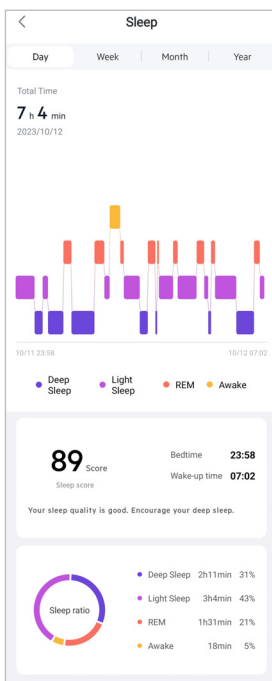 Sleep
Day Week Month Year
Total Time
7 h 4 min
2023/10/12
10/11 23:58 10/12 07:02
Deep Sleep Light Sleep REM Awake
89 Score
Sleep score
Bedtime 23:58
Wake-up time 07:02
Your sleep quality is good. Encourage your deep sleep.
Sleep ratio
Deep Sleep 2h11min 31%
Light Sleep 3h4min 43%
REM 1h31min 21%
Awake 18min 5%